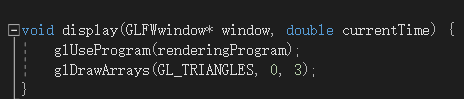 void display(GLFWwindow* window, double currentTime) {
    glUseProgram(renderingProgram);
    glDrawArrays(GL_TRIANGLES, 0, 3);
}